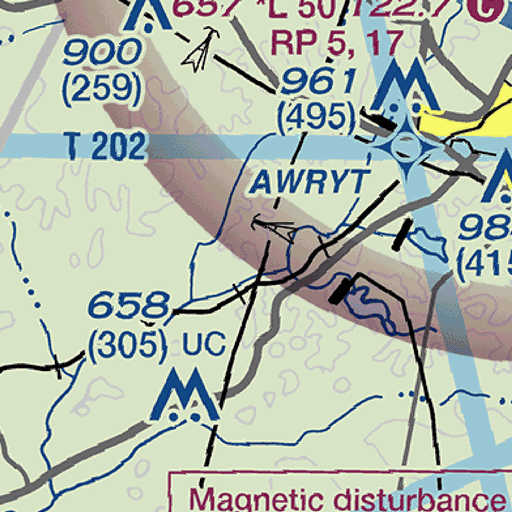 657 *L 50 122.7 C
RP 5, 17
900
(259)
961
(495)
T 202
AWRYT
98
(415
658
(305) UC
Magnetic disturbance